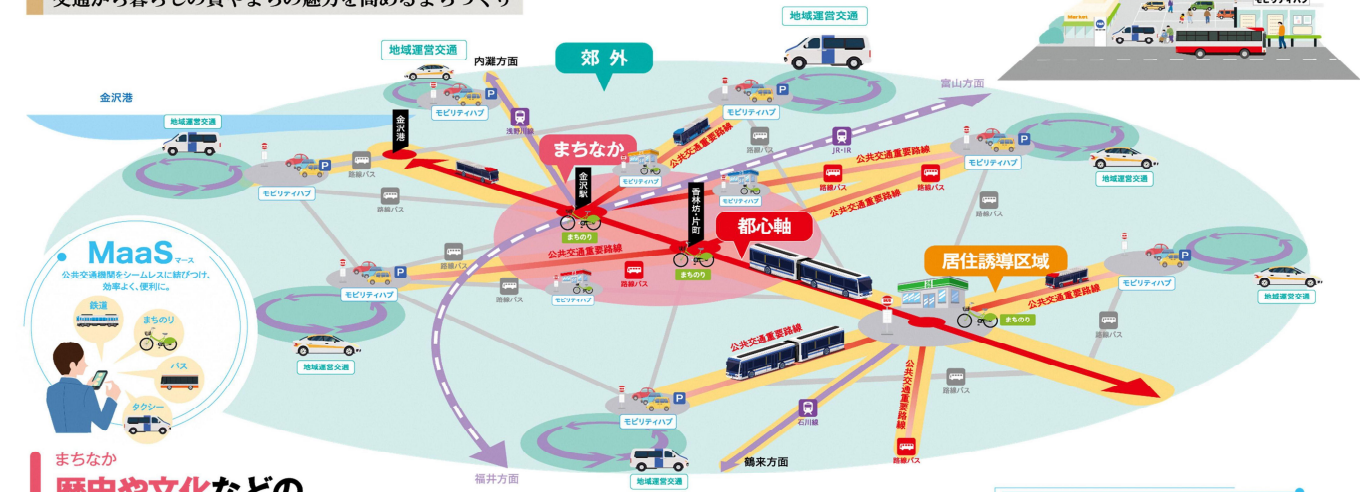 交通から暮らしの質やまちの魅力を高めるまちづくり
地域運営交通
地域運営交通
郊外
内灘方面
富山方面
金沢港
地域運営交通
金沢港
モビリティハブ
浅野川線
モビリティハブ
路線バス
JR・IR
公共交通重要路線
まちなか
モビリティハブ
金沢駅
モビリティハブ
香林坊・片町
公共交通重要路線
路線バス
路線バス
公共交通重要路線
モビリティハブ
地域運営交通
路線バス
モビリティハブ
路線バス
路線バス
まちのり
都心軸
公共交通重要路線
まちのり
路線バス
路線バス
路線バス
モビリティハブ
モビリティハブ
居住誘導区域
公共交通重要路線
まちのり
モビリティハブ
地域運営交通
路線バス
MaaS マース
公共交通機関をシームレスに結びつけ、
効率よく、便利に。
鉄道
まちのり
バス
タクシー
地域運営交通
公共交通重要路線
公共交通重要路線
路線バス
モビリティハブ
石川線
路線バス
地域運営交通
鶴来方面
福井方面
まちなか
歴史や文化などの